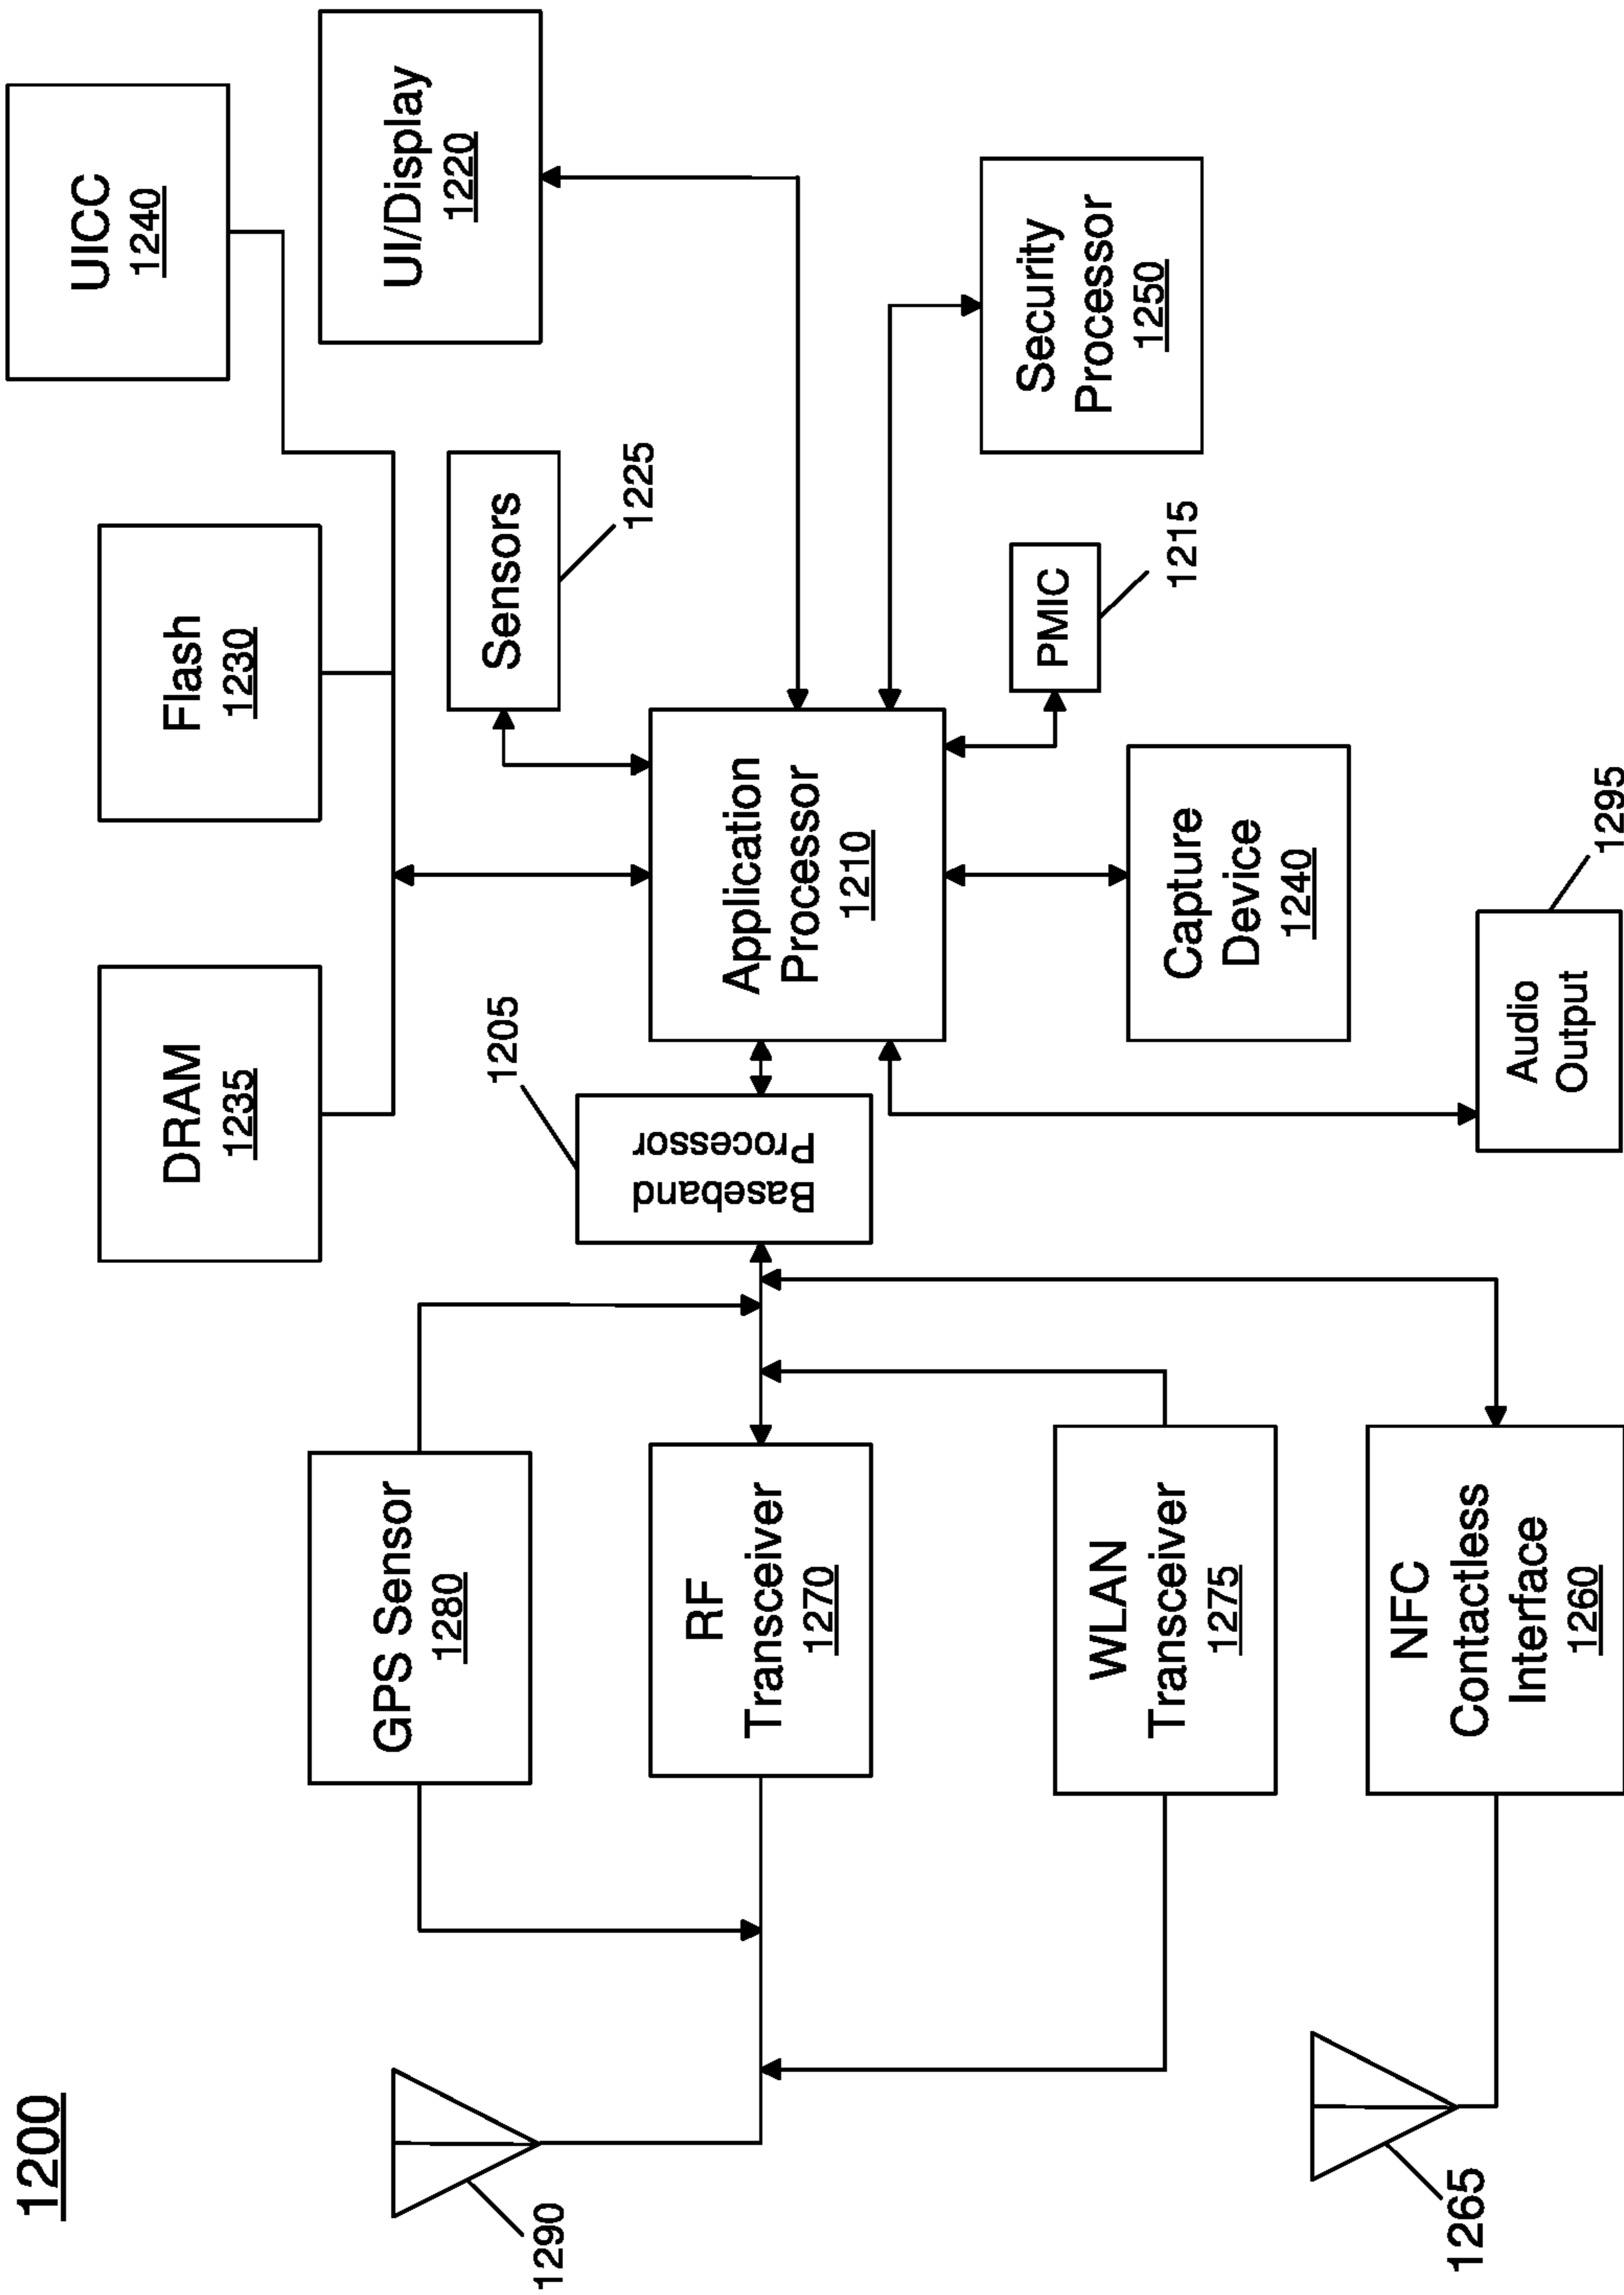 1200
UICC
1240
DRAM
1235
Flash
1230
UI/Display
1220
Sensors
1225
GPS Sensor
1280
1290
1205
Baseband
Processor
Application
Processor
1210
RF
Transceiver
1270
Security
Processor
1250
PMIC
1215
WLAN
Transceiver
1275
Capture
Device
1240
NFC
Contactless
Interface
1260
1265
Audio
Output
1295